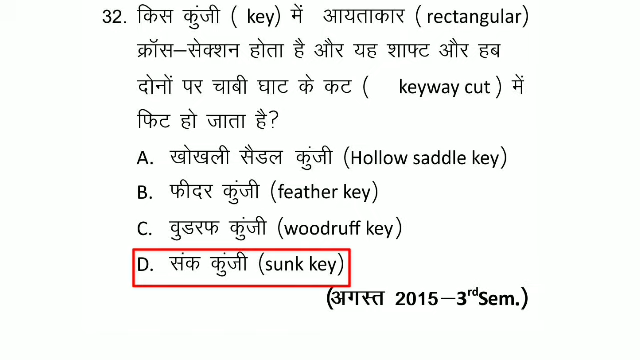 32. किस कुंजी ( key) में आयताकार (rectangular)
क्रॉस-सेक्शन होता है और यह शाफ्ट और हब
दोनों पर चाबी घाट के कट ( keyway cut) में
फिट हो जाता है?
A. खोखली सैडल कुंजी (Hollow saddle key)
B. फीदर कुंजी (feather key)
C. वुडरफ कुंजी (woodruff key)
D. संक कुंजी (sunk key)
(अगस्त 2015-3rdSem.)